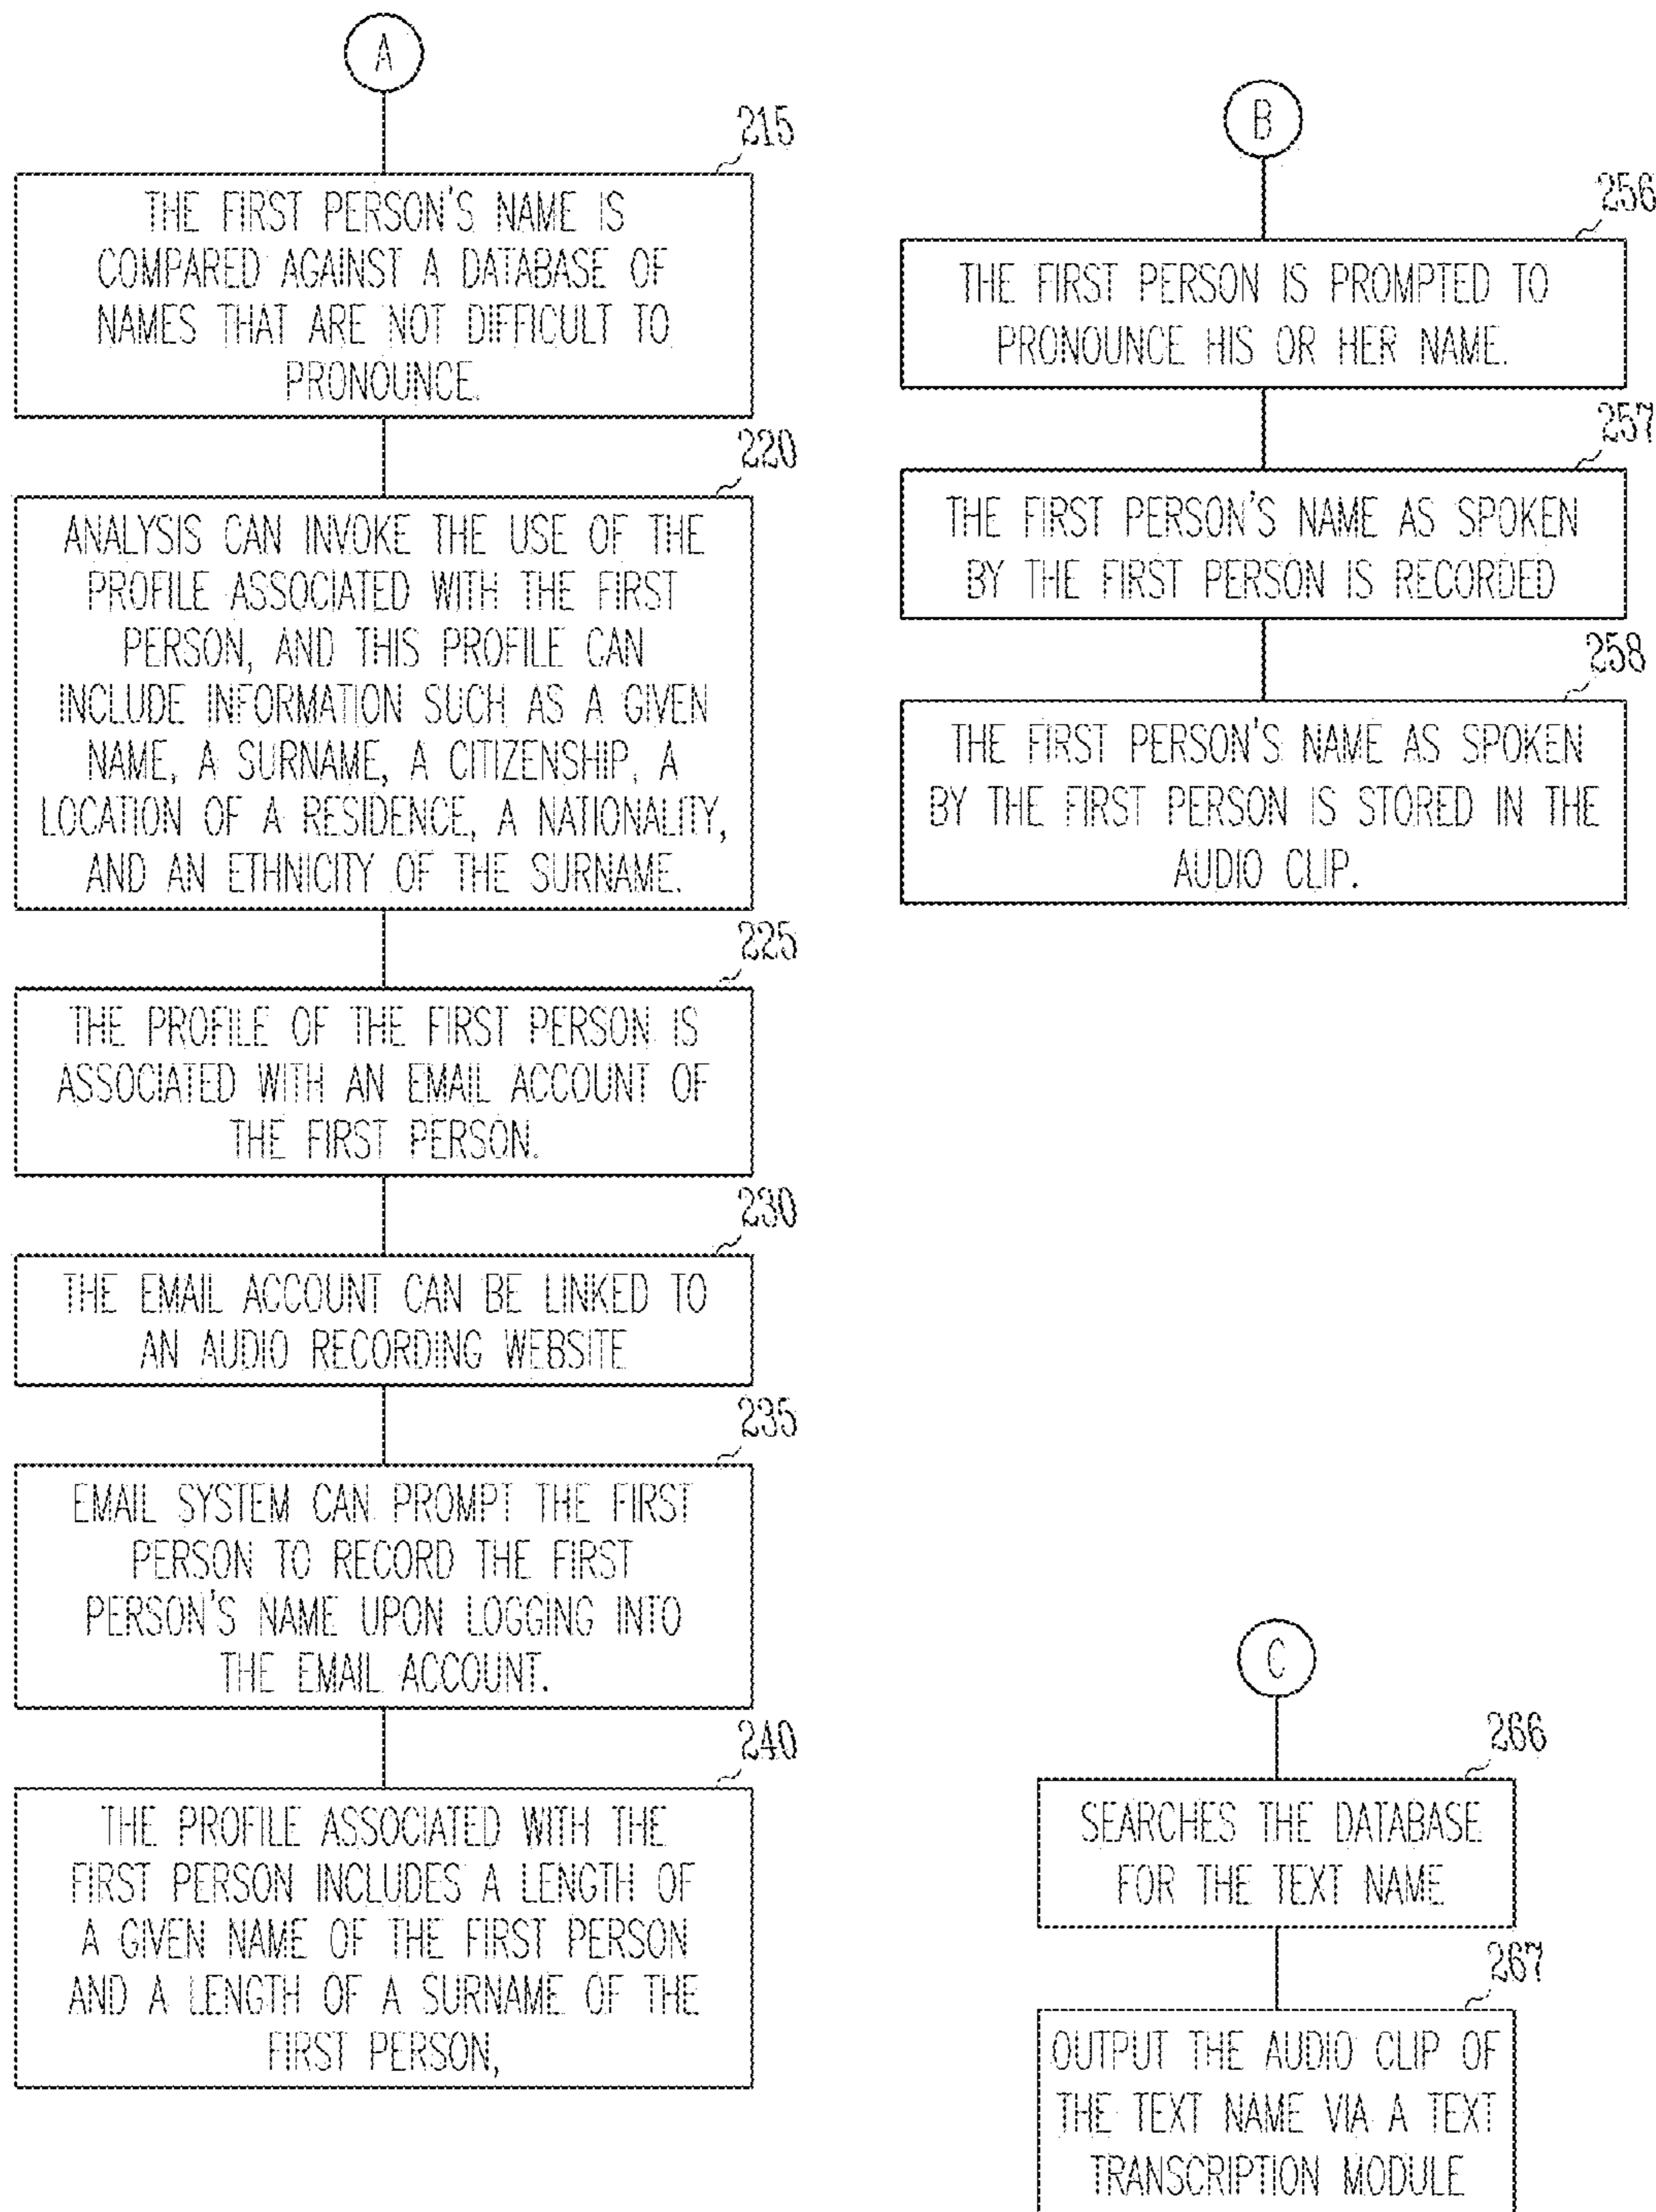 A
215
THE FIRST PERSON'S NAME IS
COMPARED AGAINST A DATABASE OF
NAMES THAT ARE NOT DIFFICULT TO
PRONOUNCE.
220
ANALYSIS CAN INVOKE THE USE OF THE
PROFILE ASSOCIATED WITH THE FIRST
PERSON, AND THIS PROFILE CAN
INCLUDE INFORMATION SUCH AS A GIVEN
NAME, A SURNAME, A CITIZENSHIP, A
LOCATION OF A RESIDENCE, A NATIONALITY,
AND AN ETHNICITY OF THE SURNAME.
225
THE PROFILE OF THE FIRST PERSON IS
ASSOCIATED WITH AN EMAIL ACCOUNT OF
THE FIRST PERSON.
230
THE EMAIL ACCOUNT CAN BE LINKED TO
AN AUDIO RECORDING WEBSITE
235
EMAIL SYSTEM CAN PROMPT THE FIRST
PERSON TO RECORD THE FIRST
PERSON'S NAME UPON LOGGING INTO
THE EMAIL ACCOUNT.
240
THE PROFILE ASSOCIATED WITH THE
FIRST PERSON INCLUDES A LENGTH OF
A GIVEN NAME OF THE FIRST PERSON
AND A LENGTH OF A SURNAME OF THE
FIRST PERSON,
B
256
THE FIRST PERSON IS PROMPTED TO
PRONOUNCE HIS OR HER NAME.
257
THE FIRST PERSON'S NAME AS SPOKEN
BY THE FIRST PERSON IS RECORDED
258
THE FIRST PERSON'S NAME AS SPOKEN
BY THE FIRST PERSON IS STORED IN THE
AUDIO CLIP.
C
266
SEARCHES THE DATABASE
FOR THE TEXT NAME
267
OUTPUT THE AUDIO CLIP OF
THE TEXT NAME VIA A TEXT
TRANSCRIPTION MODULE